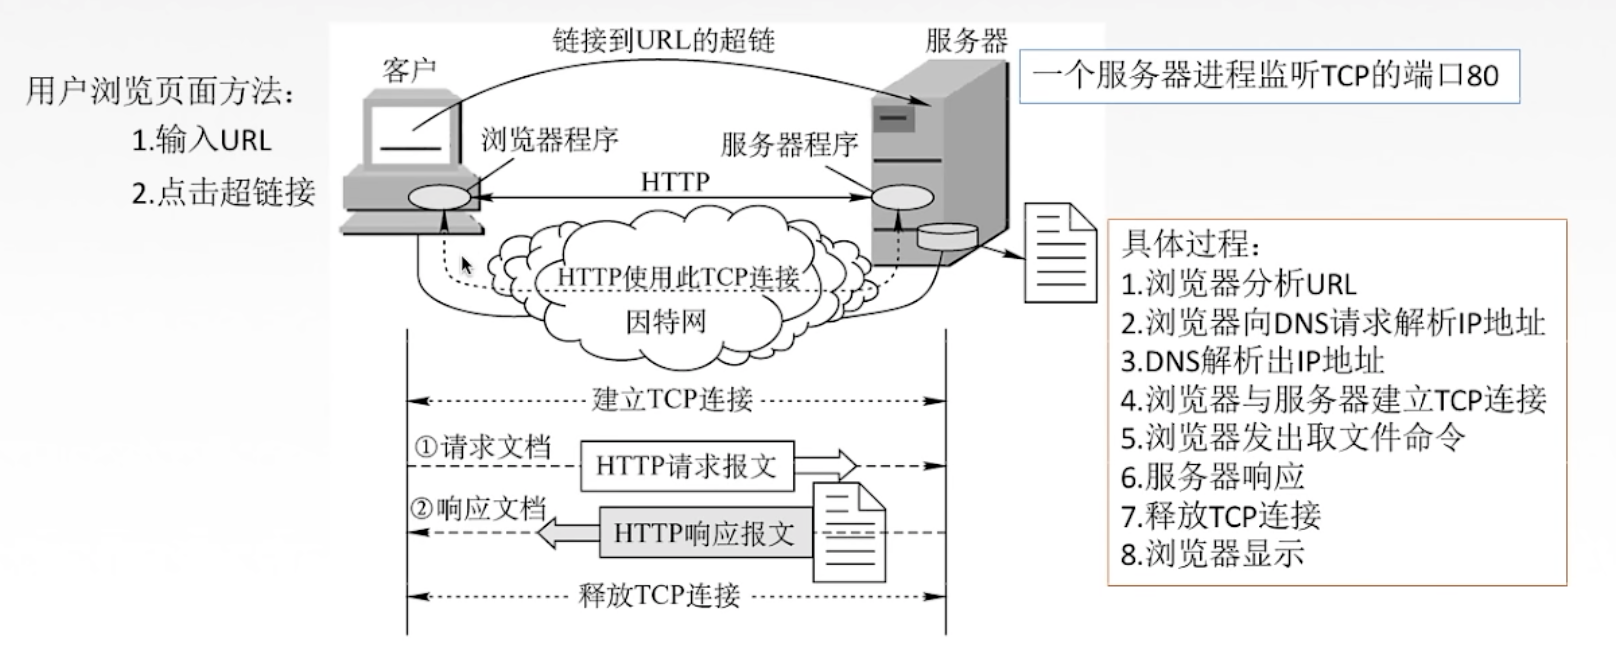 用户浏览页面方法：
1.输入URL
2.点击超链接
链接到URL的超链
客户
服务器
一个服务器进程监听TCP的端口80
浏览器程序
服务器程序
HTTP
HTTP使用此TCP连接
因特网
建立TCP连接
①请求文档
HTTP请求报文
②响应文档
HTTP响应报文
释放TCP连接
具体过程：
1.浏览器分析URL
2.浏览器向DNS请求解析IP地址
3.DNS解析出IP地址
4.浏览器与服务器建立TCP连接
5.浏览器发出取文件命令
6.服务器响应
7.释放TCP连接
8.浏览器显示